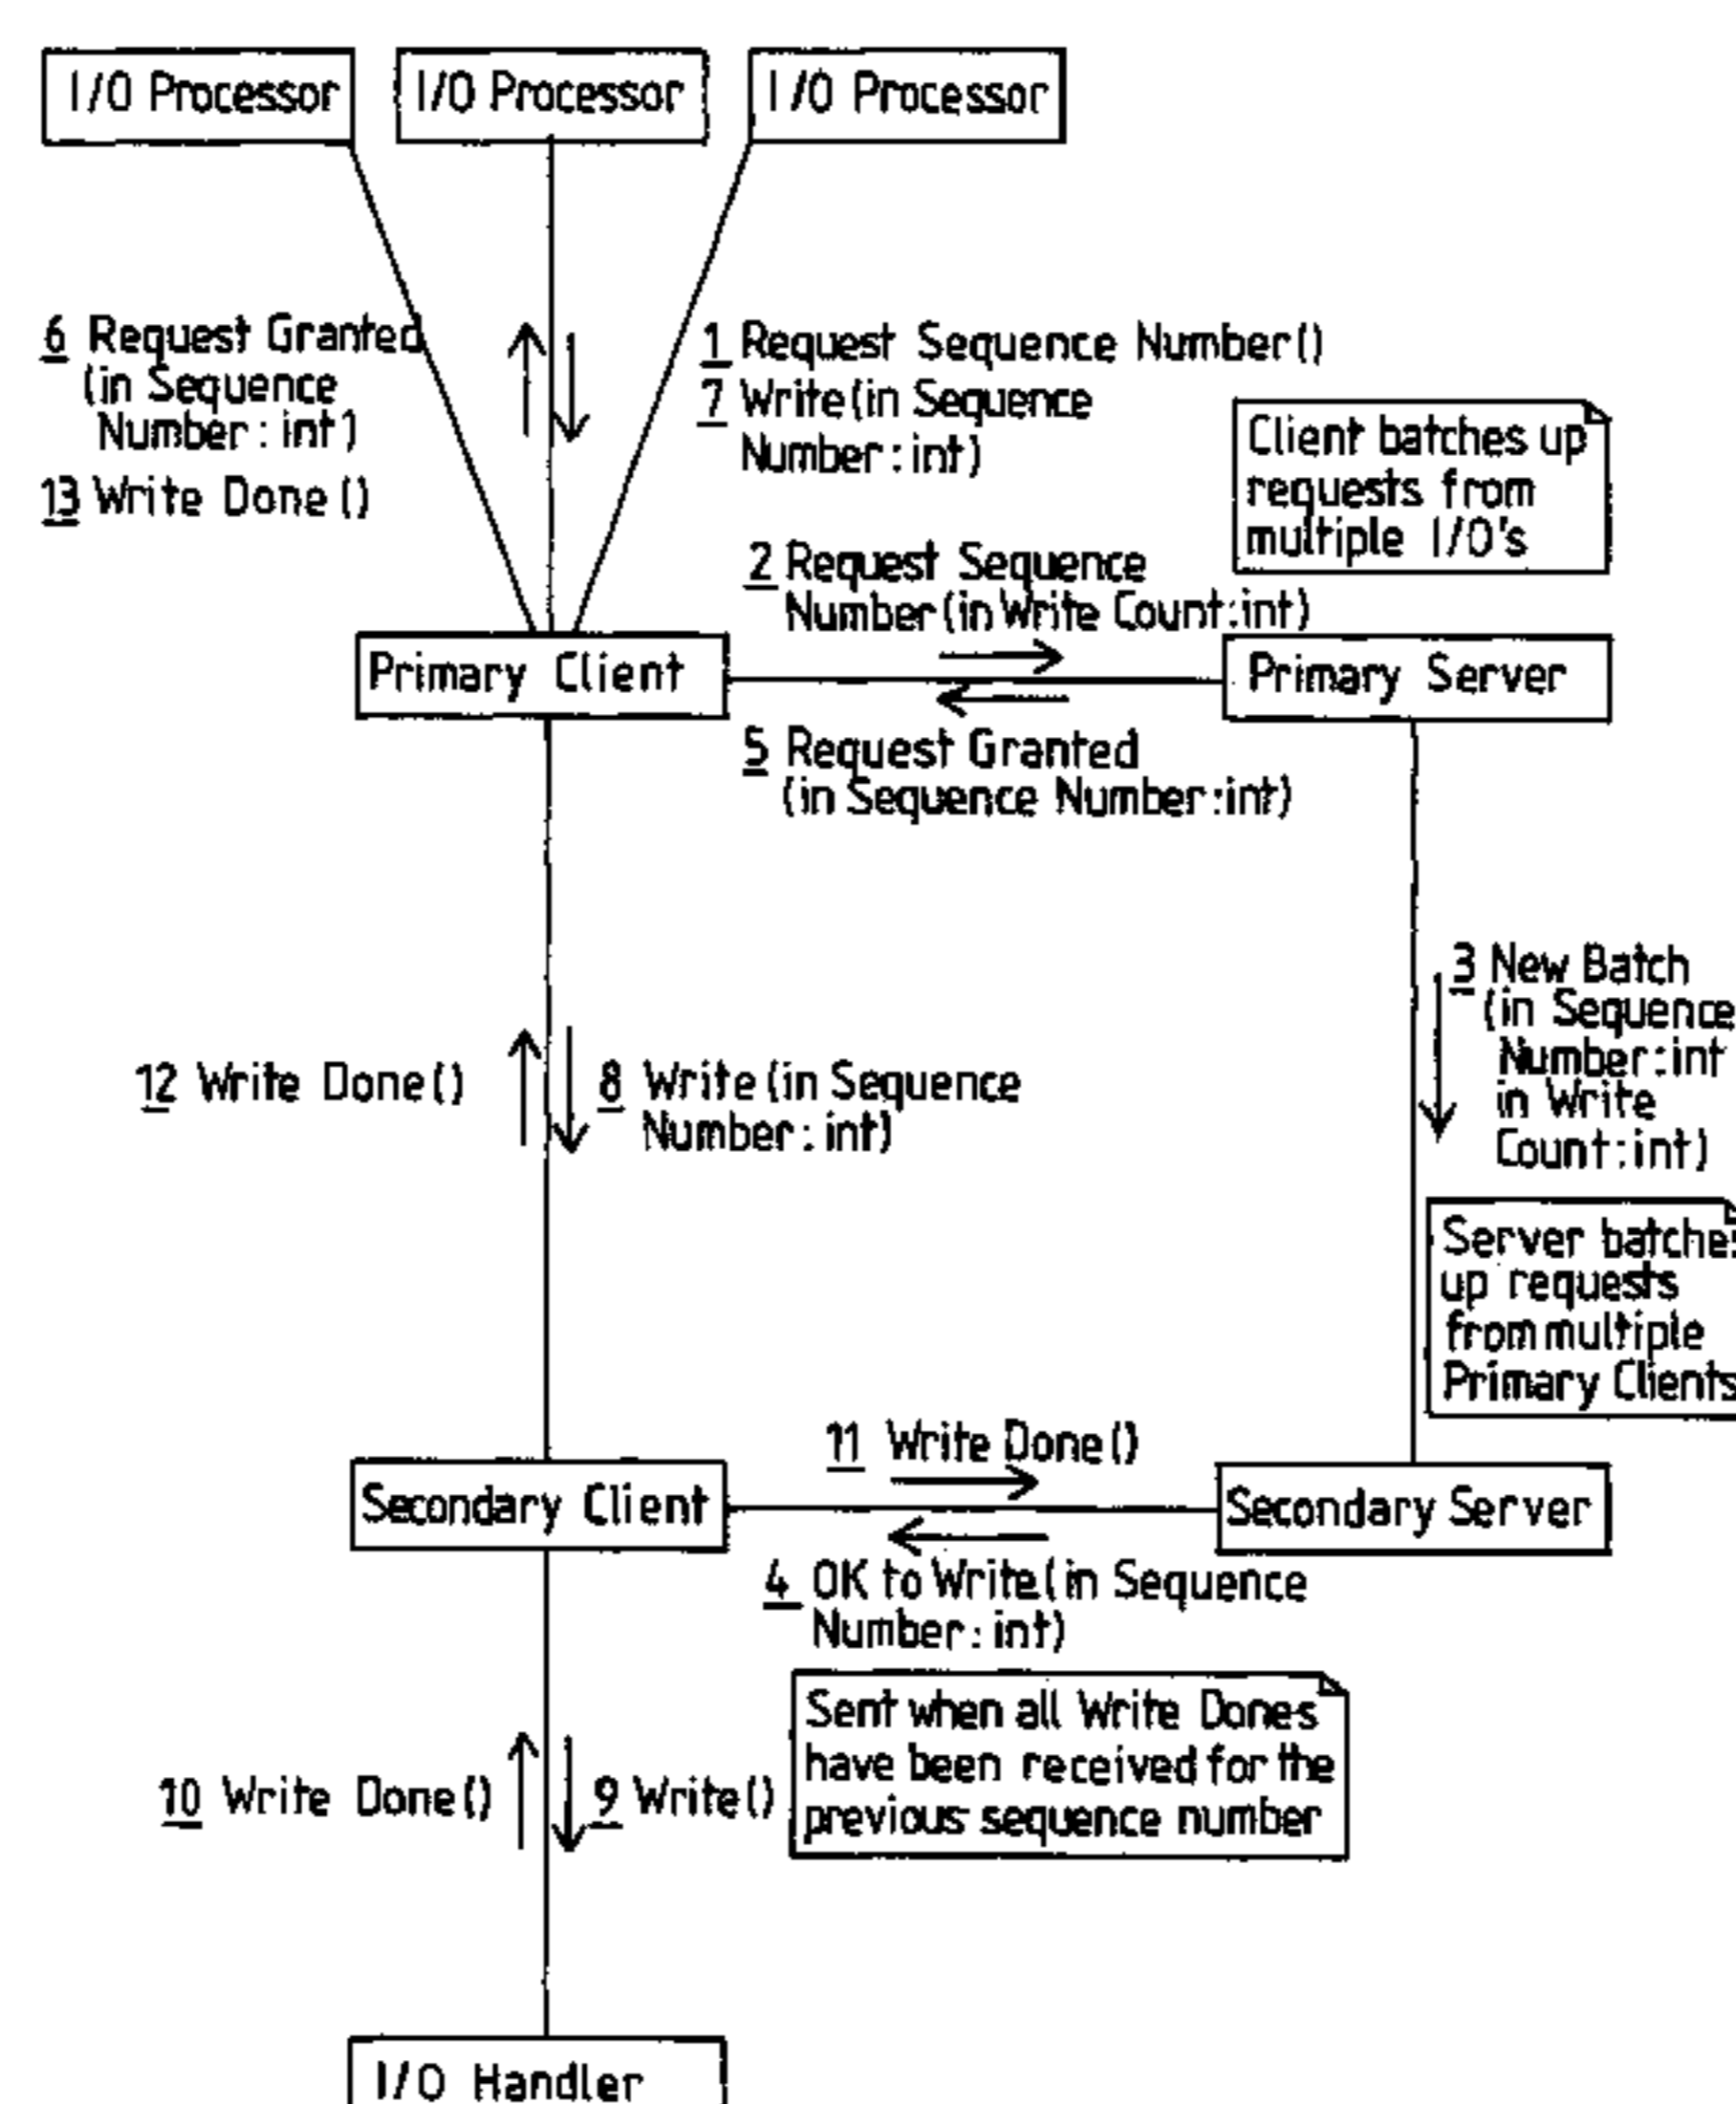 I/O Processor
I/O Processor
I/O Processor
6 Request Granted
(in Sequence
Number: int)
13 Write Done()
1 Request Sequence Number()
7 Write(in Sequence
Number: int)
Client batches up
requests from
multiple I/O's
2 Request Sequence
Number(in Write Count:int)
Primary Client
Primary Server
5 Request Granted
(in Sequence Number:int)
3 New Batch
(in Sequence
Number:int
in Write
Count:int)
12 Write Done()
8 Write(in Sequence
Number: int)
Server batches
up requests
from multiple
Primary Clients
11 Write Done()
Secondary Client
Secondary Server
4 OK to Write(in Sequence
Number: int)
Sent when all Write Dones
have been received for the
previous sequence number
10 Write Done()
9 Write()
I/O Handler